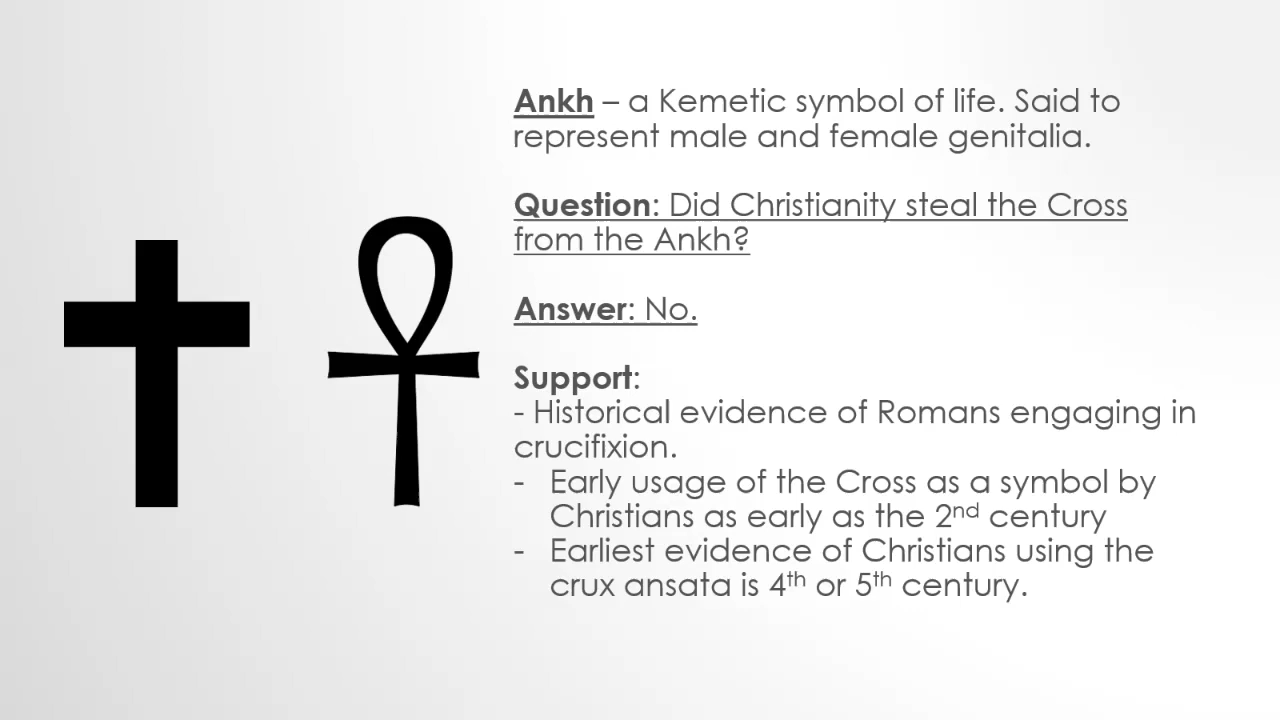 Ankh – a Kemetic symbol of life. Said to
represent male and female genitalia.
Question: Did Christianity steal the Cross
from the Ankh?
Answer: No.
Support:
- Historical evidence of Romans engaging in
crucifixion.
- Early usage of the Cross as a symbol by
Christians as early as the 2nd century
- Earliest evidence of Christians using the
crux ansata is 4th or 5th century.